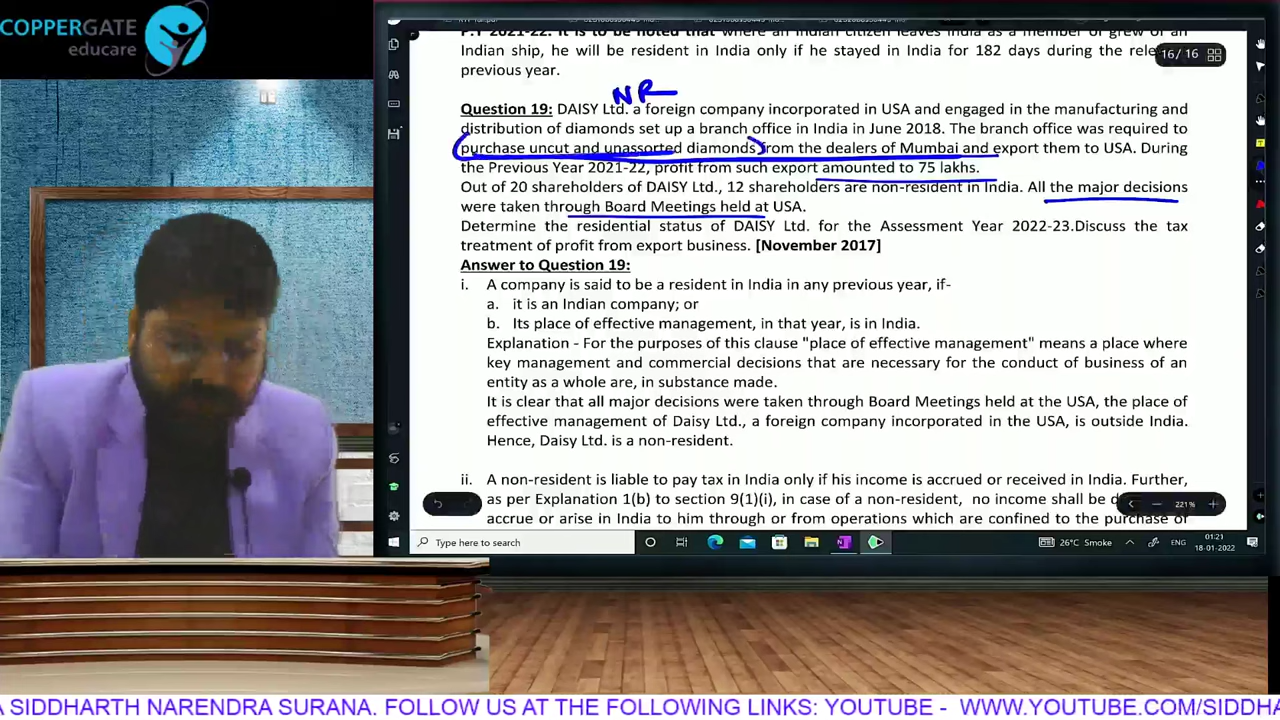 COPPERGATE
educare
F.Y 2021-22. It is to be noted that where an Indian citizen leaves India as a member of crew of an
Indian ship, he will be resident in India only if he stayed in India for 182 days during the
previous year.
16/16
NR
Question 19: DAISY Ltd. a foreign company incorporated in USA and engaged in the manufacturing and
distribution of diamonds set up a branch office in India in June 2018. The branch office was required to
purchase uncut and unassorted diamonds from the dealers of Mumbai and export them to USA. During
the Previous Year 2021-22, profit from such export amounted to 75 lakhs.
Out of 20 shareholders of DAISY Ltd., 12 shareholders are non-resident in India. All the major decisions
were taken through Board Meetings held at USA.
Determine the residential status of DAISY Ltd. for the Assessment Year 2022-23.Discuss the tax
treatment of profit from export business. [November 2017]
Answer to Question 19:
i. A company is said to be a resident in India in any previous year, if-
a. it is an Indian company; or
b. Its place of effective management, in that year, is in India.
Explanation - For the purposes of this clause "place of effective management" means a place where
key management and commercial decisions that are necessary for the conduct of business of an
entity as a whole are, in substance made.
It is clear that all major decisions were taken through Board Meetings held at the USA, the place of
effective management of Daisy Ltd., a foreign company incorporated in the USA, is outside India.
Hence, Daisy Ltd. is a non-resident.
ii. A non-resident is liable to pay tax in India only if his income is accrued or received in India. Further,
as per Explanation 1(b) to section 9(1)(i), in case of a non-resident, no income shall be
221%
accrue or arise in India to him through or from operations which are confined to the purchase of
Type here to search
26°C Smoke
ENG
01:21
18-01-2022
A SIDDHARTH NARENDRA SURANA. FOLLOW US AT THE FOLLOWING LINKS: YOUTUBE - WWW.YOUTUBE.COM/SIDDHA